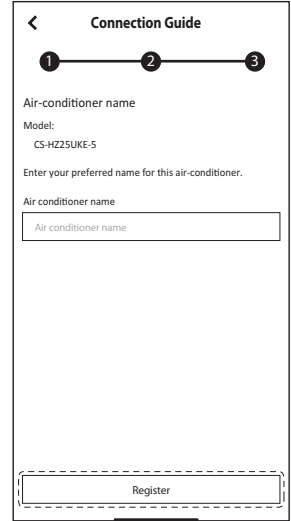 Connection Guide
1 2 3
Air-conditioner name
Model:
CS-HZ25UKE-5
Enter your preferred name for this air-conditioner.
Air conditioner name
Air conditioner name
Register